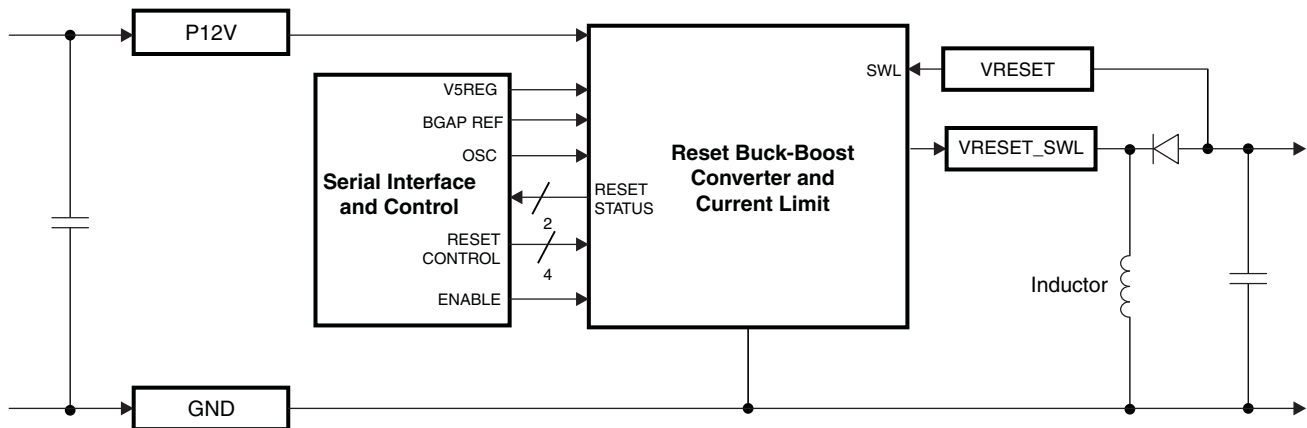 P12V
V5REG
BGAP REF
OSC
Serial Interface
and Control
RESET
CONTROL
ENABLE
2
4
RESET
STATUS
SWL
Reset Buck-Boost
Converter and
Current Limit
VRESET
VRESET_SWL
Inductor
GND